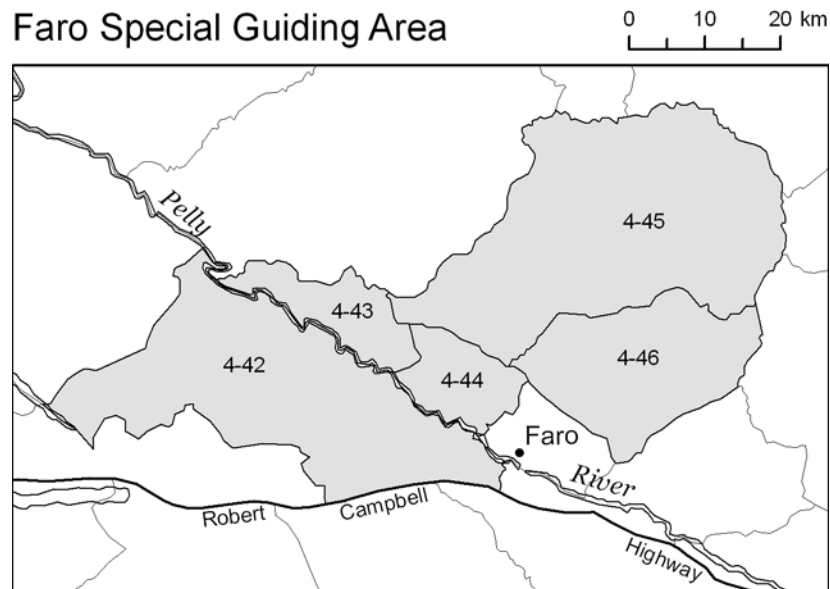 Faro Special Guiding Area
0 10 20 km
Pelly
4-45
4-43
4-42
4-46
4-44
Faro
River
Robert Campbell Highway